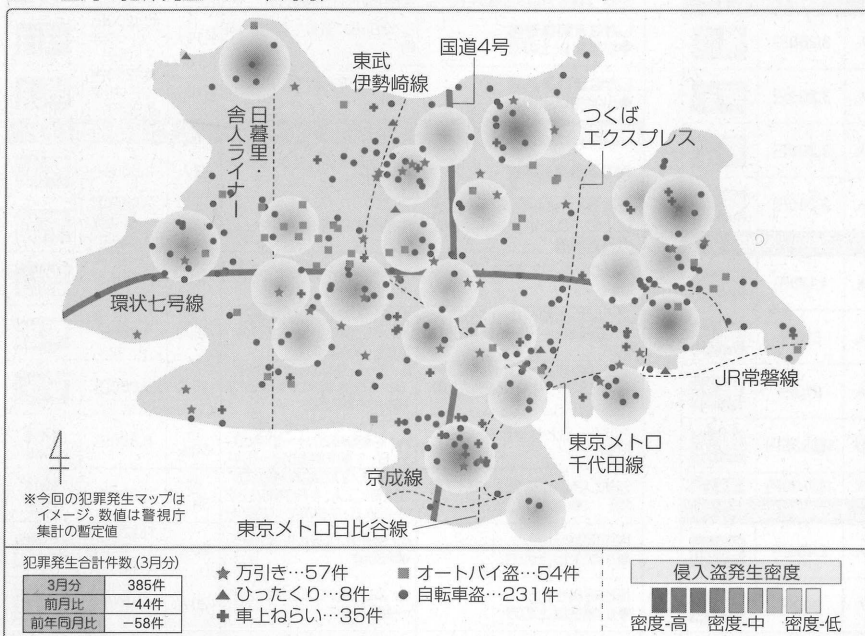 国道4号
東武
伊勢崎線
つくば
エクスプレス
日暮里・
舎人ライナー
環状七号線
JR常磐線
東京メトロ
千代田線
京成線
東京メトロ日比谷線
※今回の犯罪発生マップは
イメージ。数値は警視庁
集計の暫定値
犯罪発生合計件数(3月分)
3月分 385件
前月比 −44件
前年同月比 −58件
★ 万引き…57件
▲ ひったくり…8件
✚ 車上ねらい…35件
■ オートバイ盗…54件
● 自転車盗…231件
侵入盗発生密度
密度-高 密度-中 密度-低